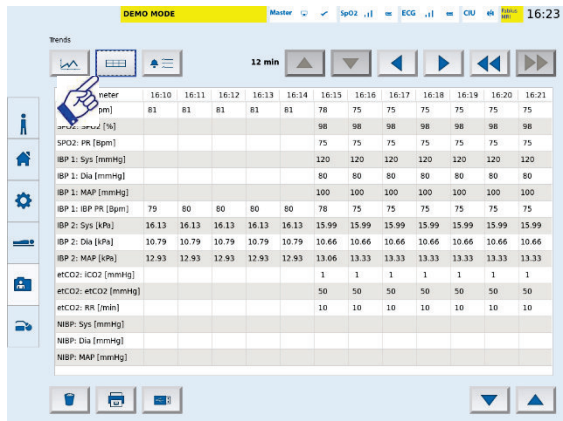 DEMO MODE Master SpO2 ECG CIU 16:23
Trends
12 min
meter 16:10 16:11 16:12 16:13 16:14 16:15 16:16 16:17 16:18 16:19 16:20 16:21
pm] 81 81 81 81 81 78 75 75 75 75 75 75
SPO2: SPO2 [%] 98 98 98 98 98 98 98
SPO2: PR [Bpm] 75 75 75 75 75 75 75
IBP 1: Sys [mmHg] 120 120 120 120 120 120 120
IBP 1: Dia [mmHg] 80 80 80 80 80 80 80
IBP 1: MAP [mmHg] 100 100 100 100 100 100 100
IBP 1: IBP PR [Bpm] 79 80 80 80 80 78 75 75 75 75 75 75
IBP 2: Sys [kPa] 16.13 16.13 16.13 16.13 16.13 15.99 15.99 15.99 15.99 15.99 15.99 15.99
IBP 2: Dia [kPa] 10.79 10.79 10.79 10.79 10.79 10.66 10.66 10.66 10.66 10.66 10.66 10.66
IBP 2: MAP [kPa] 12.93 12.93 12.93 12.93 12.93 13.06 13.33 13.33 13.33 13.33 13.33 13.33
etCO2: iCO2 [mmHg] 1 1 1 1 1 1 1
etCO2: etCO2 [mmHg] 50 50 50 50 50 50 50
etCO2: RR [/min] 10 10 10 10 10 10 10
NIBP: Sys [mmHg]
NIBP: Dia [mmHg]
NIBP: MAP [mmHg]